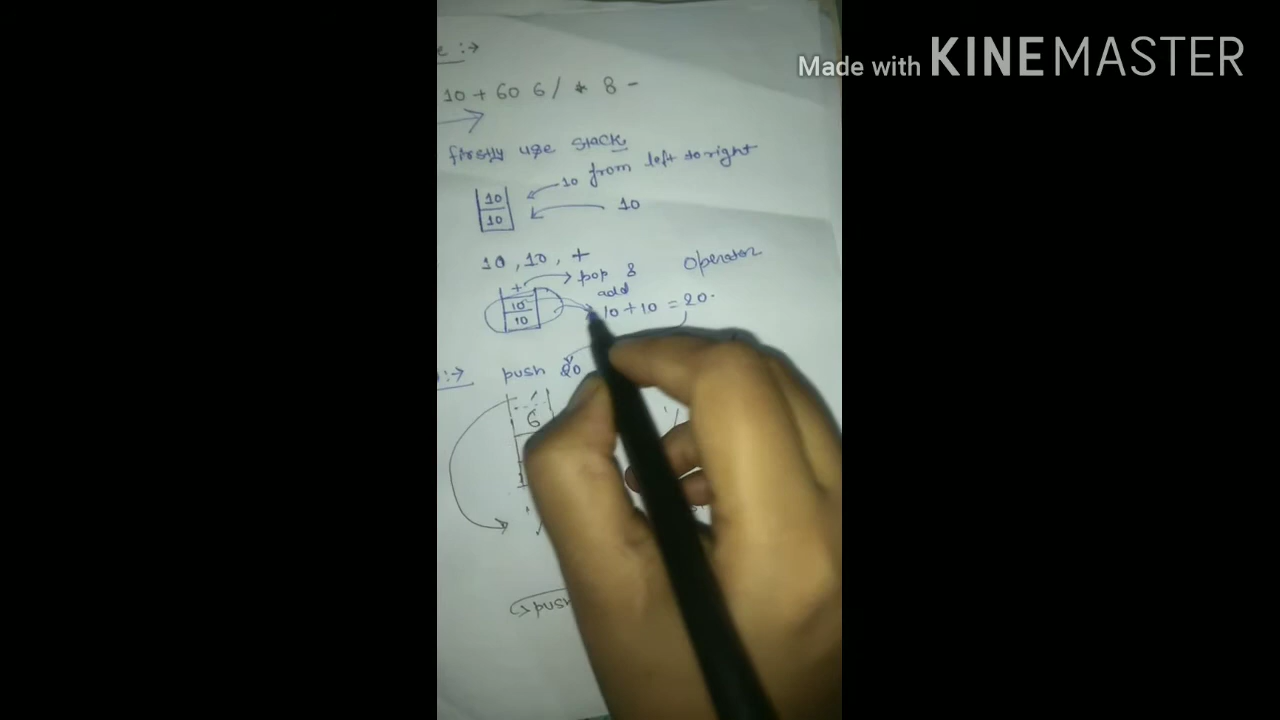 Made with KINEMASTER
e :→
10 + 60 6 / * 8 -
firstly use stack
10 from left to right
10
10
10
10, 10, +
pop &
operator
+
add
10
10
10 + 10 = 20.
:→ push 20
/
6
push